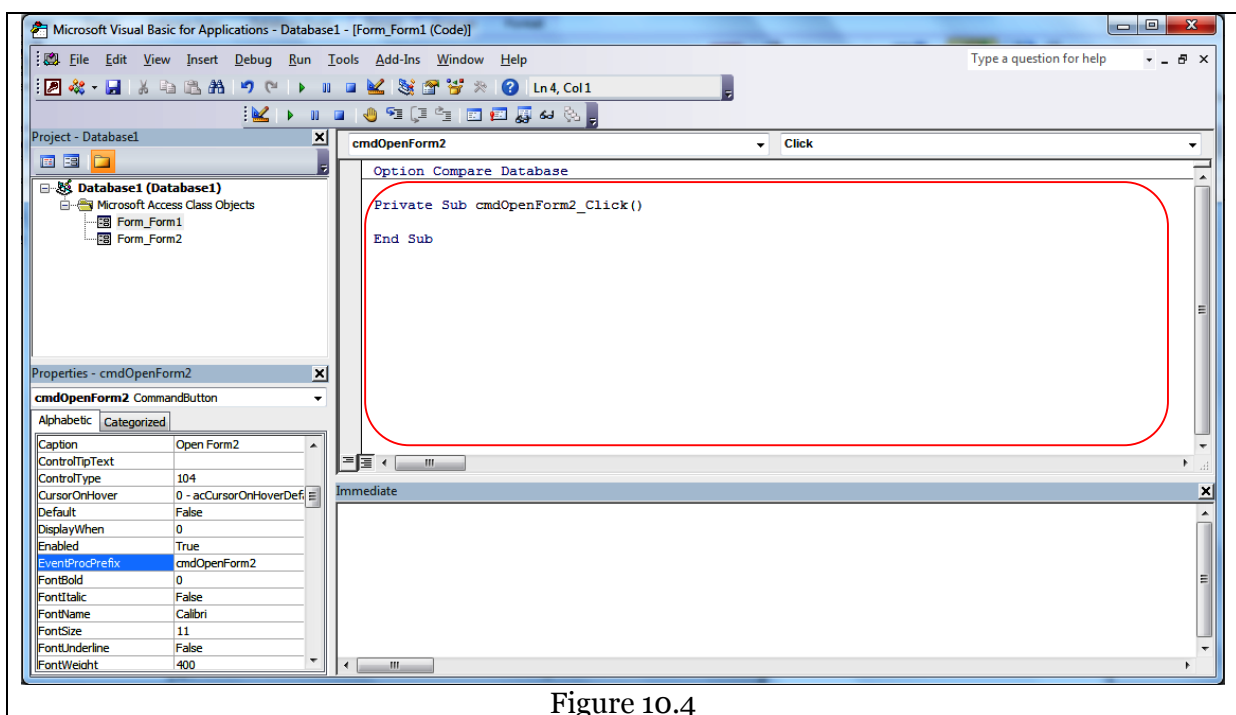 Microsoft Visual Basic for Applications - Database1 - [Form_Form1 (Code)]
File Edit View Insert Debug Run Tools Add-Ins Window Help
Type a question for help
Ln 4, Col 1
Project - Database1
Database1 (Database1)
Microsoft Access Class Objects
Form_Form1
Form_Form2
Properties - cmdOpenForm2
cmdOpenForm2 CommandButton
Alphabetic Categorized
Caption Open Form2
ControlTipText
ControlType 104
CursorOnHover 0 - acCursorOnHoverDefa
Default False
DisplayWhen 0
Enabled True
EventProcPrefix cmdOpenForm2
FontBold 0
FontItalic False
FontName Calibri
FontSize 11
FontUnderline False
FontWeight 400
cmdOpenForm2 Click
Option Compare Database
Private Sub cmdOpenForm2_Click()
End Sub
Immediate
Figure 10.4